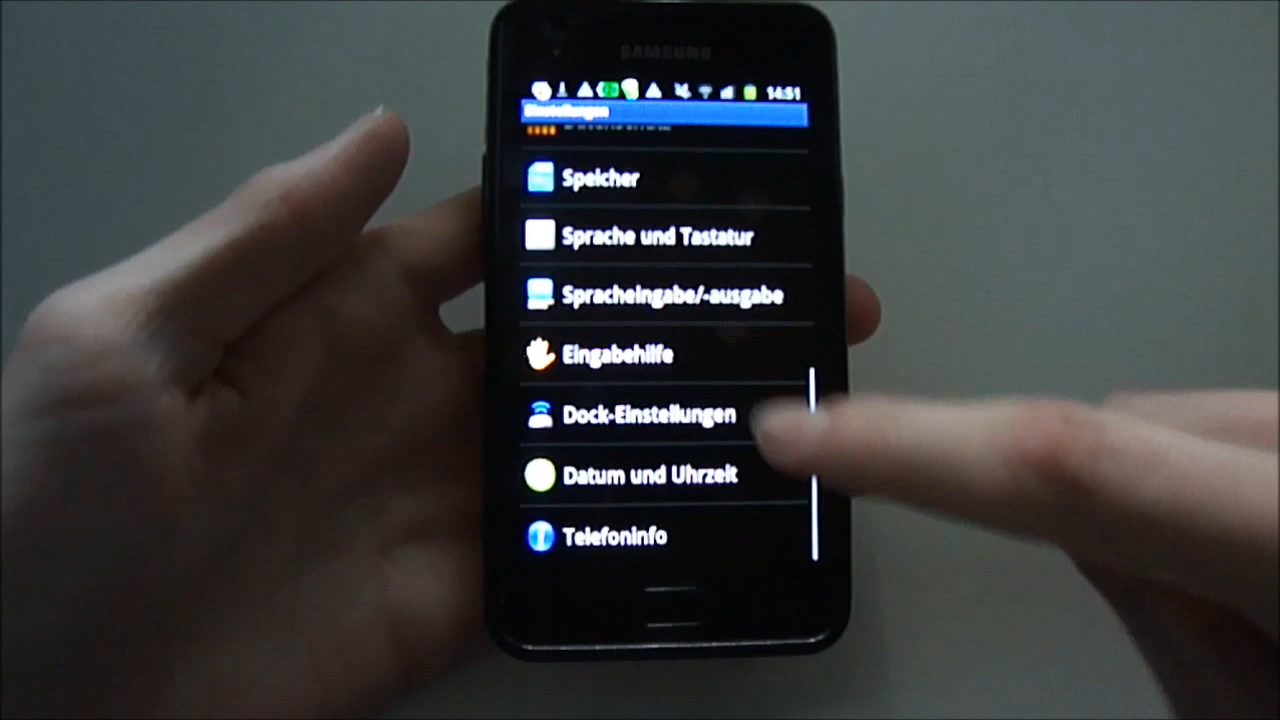 SAMSUNG
14:51
Einstellungen
Speicher
Sprache und Tastatur
Spracheingabe/-ausgabe
Eingabehilfe
Dock-Einstellungen
Datum und Uhrzeit
Telefoninfo